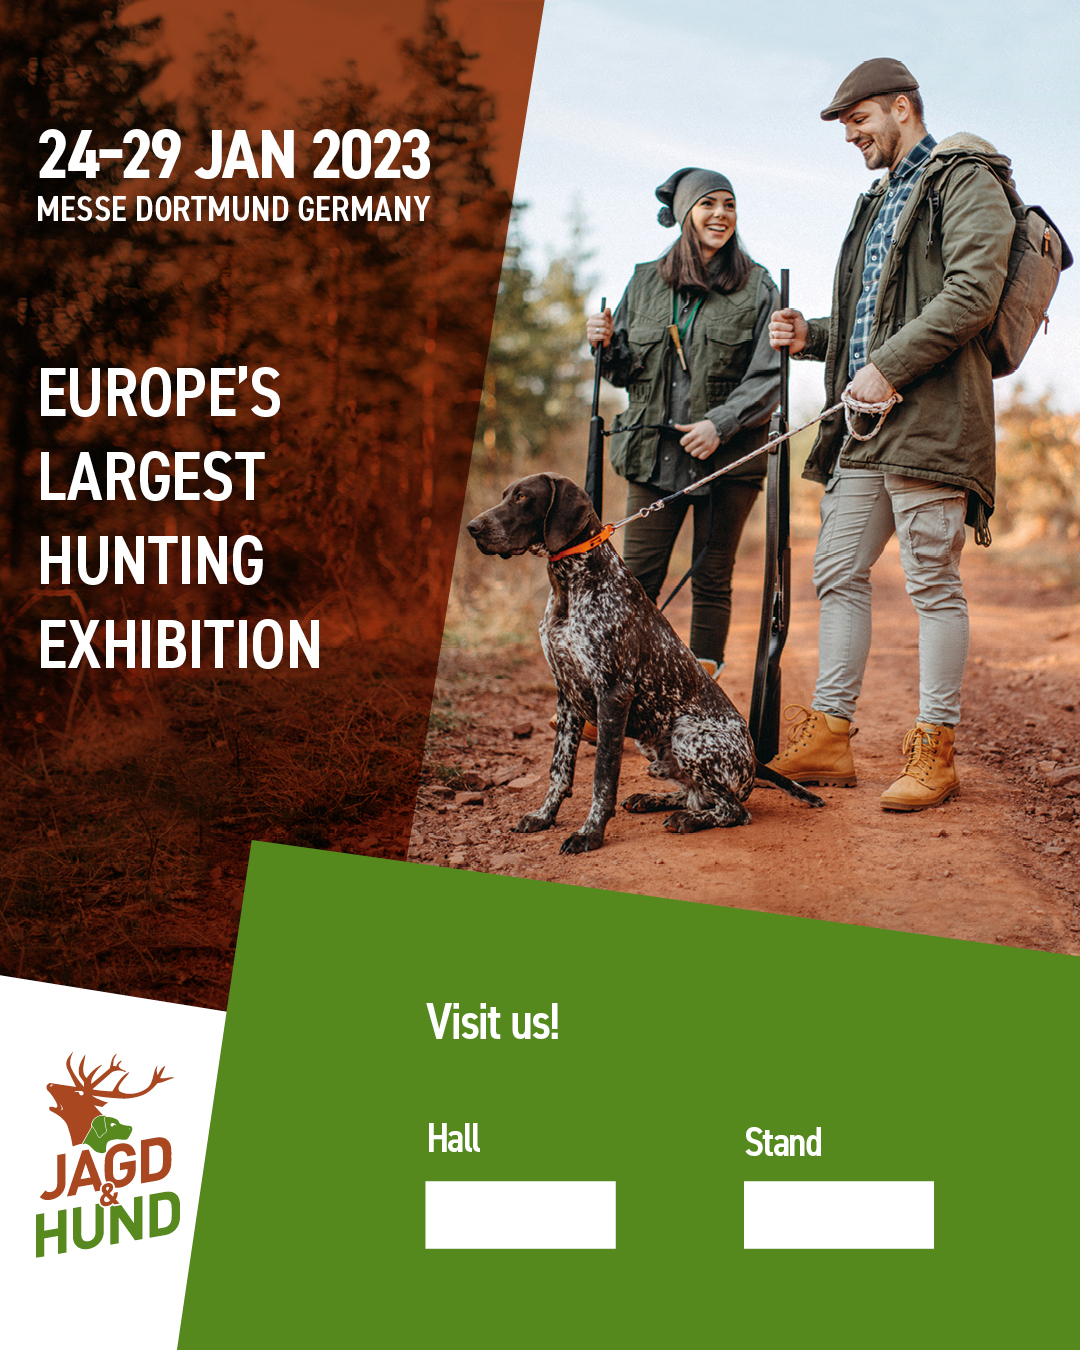 24–29 JAN 2023
MESSE DORTMUND GERMANY
EUROPE’S
LARGEST
HUNTING
EXHIBITION
Visit us!
Hall
Stand
JAGD
&
HUND